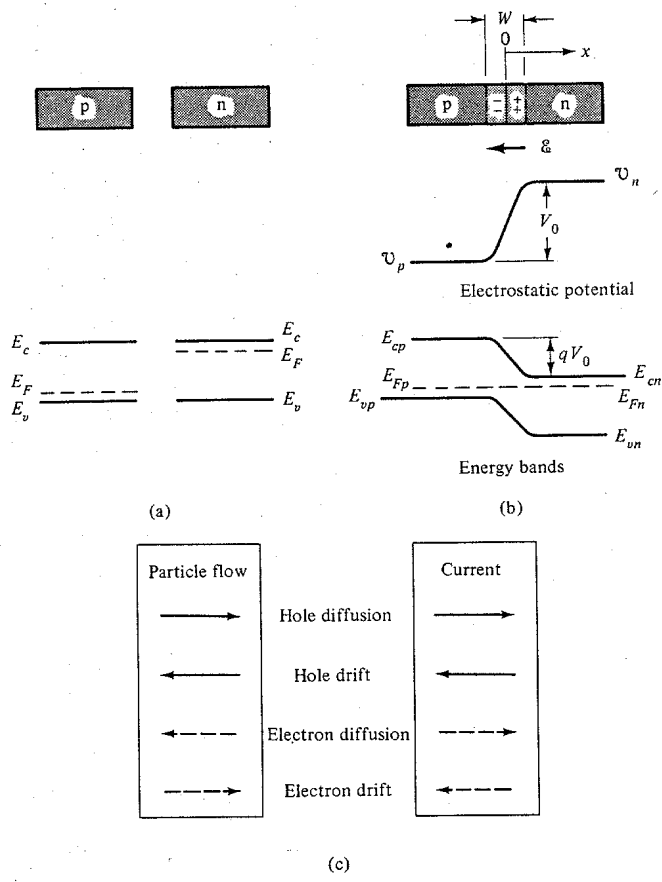 W
0
x
p n
p − − + + n
ℰ
𝒱n
V0
𝒱p
Electrostatic potential
Ec Ec
EF
EF
Ev Ev
Ecp
qV0
Ecn
EFp
EFn
Evp
Evn
Energy bands
(a) (b)
Particle flow Current
Hole diffusion
Hole drift
Electron diffusion
Electron drift
(c)